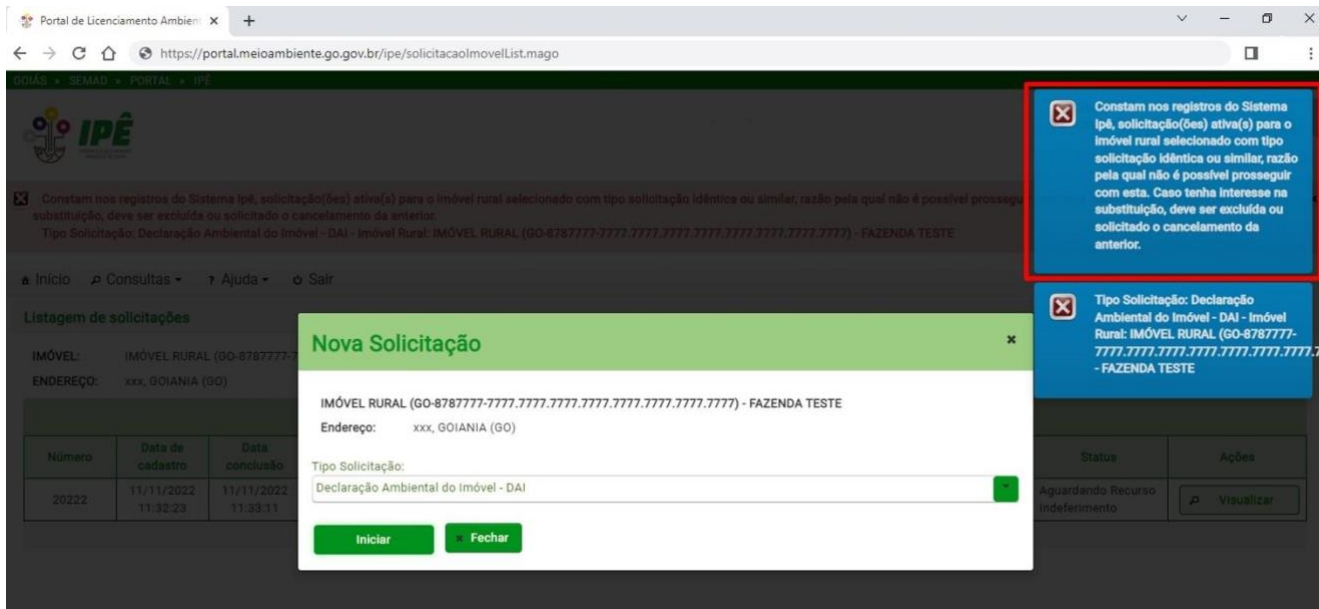 Portal de Licenciamento Ambien
https://portal.meioambiente.go.gov.br/ipe/solicitacaoImovelList.mago
GOIÁS » SEMAD » PORTAL » IPÊ
IPÊ
Constam nos registros do Sistema Ipê, solicitação(ões) ativa(s) para o imóvel rural selecionado com tipo solicitação idêntica ou similar, razão pela qual não é possível prossegu
substituição, deve ser excluída ou solicitado o cancelamento da anterior.
Tipo Solicitação: Declaração Ambiental do Imóvel - DAI - Imóvel Rural: IMÓVEL RURAL (GO-8787777-7777.7777.7777.7777.7777.7777.7777.7777) - FAZENDA TESTE
Constam nos registros do Sistema
Ipê, solicitação(ões) ativa(s) para o
imóvel rural selecionado com tipo
solicitação idêntica ou similar, razão
pela qual não é possível prosseguir
com esta. Caso tenha interesse na
substituição, deve ser excluída ou
solicitado o cancelamento da
anterior.
Tipo Solicitação: Declaração
Ambiental do Imóvel - DAI - Imóvel
Rural: IMÓVEL RURAL (GO-8787777-
7777.7777.7777.7777.7777.7777.7
- FAZENDA TESTE
Início Consultas ? Ajuda Sair
Listagem de solicitações
IMÓVEL: IMÓVEL RURAL (GO-8787777-7
ENDEREÇO: xxx, GOIANIA (GO)
Nova Solicitação
IMÓVEL RURAL (GO-8787777-7777.7777.7777.7777.7777.7777.7777.7777) - FAZENDA TESTE
Endereço: xxx, GOIANIA (GO)
Tipo Solicitação:
Declaração Ambiental do Imóvel - DAI
Iniciar Fechar
Número Data de cadastro Data conclusão Status Ações
20222 11/11/2022 11:32:23 11/11/2022 11:33:11 Aguardando Recurso Indeferimento Visualizar